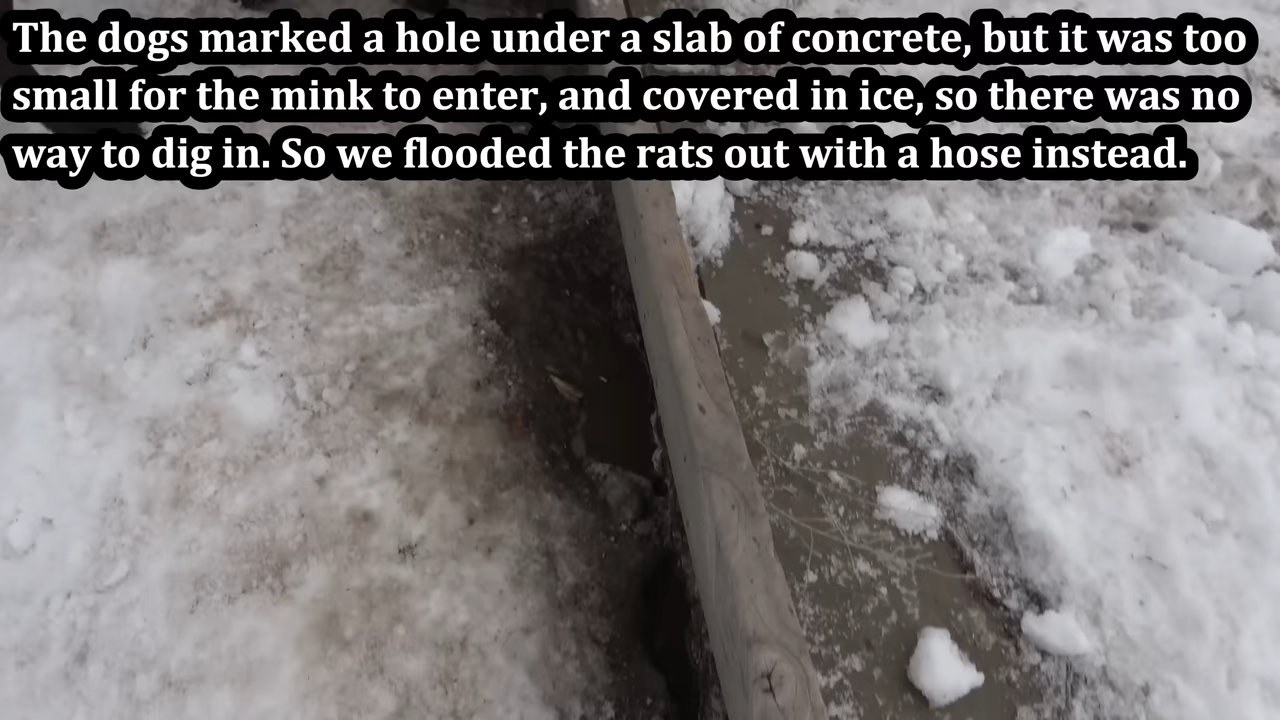 The dogs marked a hole under a slab of concrete, but it was too
small for the mink to enter, and covered in ice, so there was no
way to dig in. So we flooded the rats out with a hose instead.